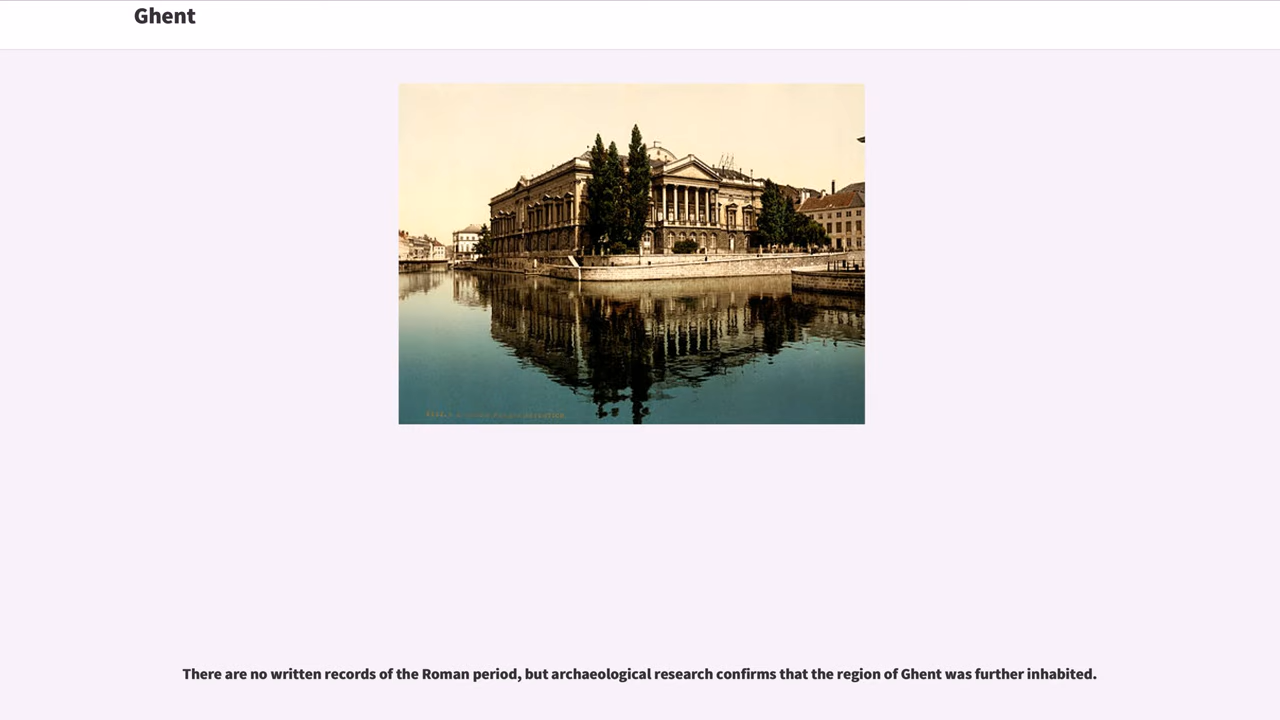 Ghent
There are no written records of the Roman period, but archaeological research confirms that the region of Ghent was further inhabited.